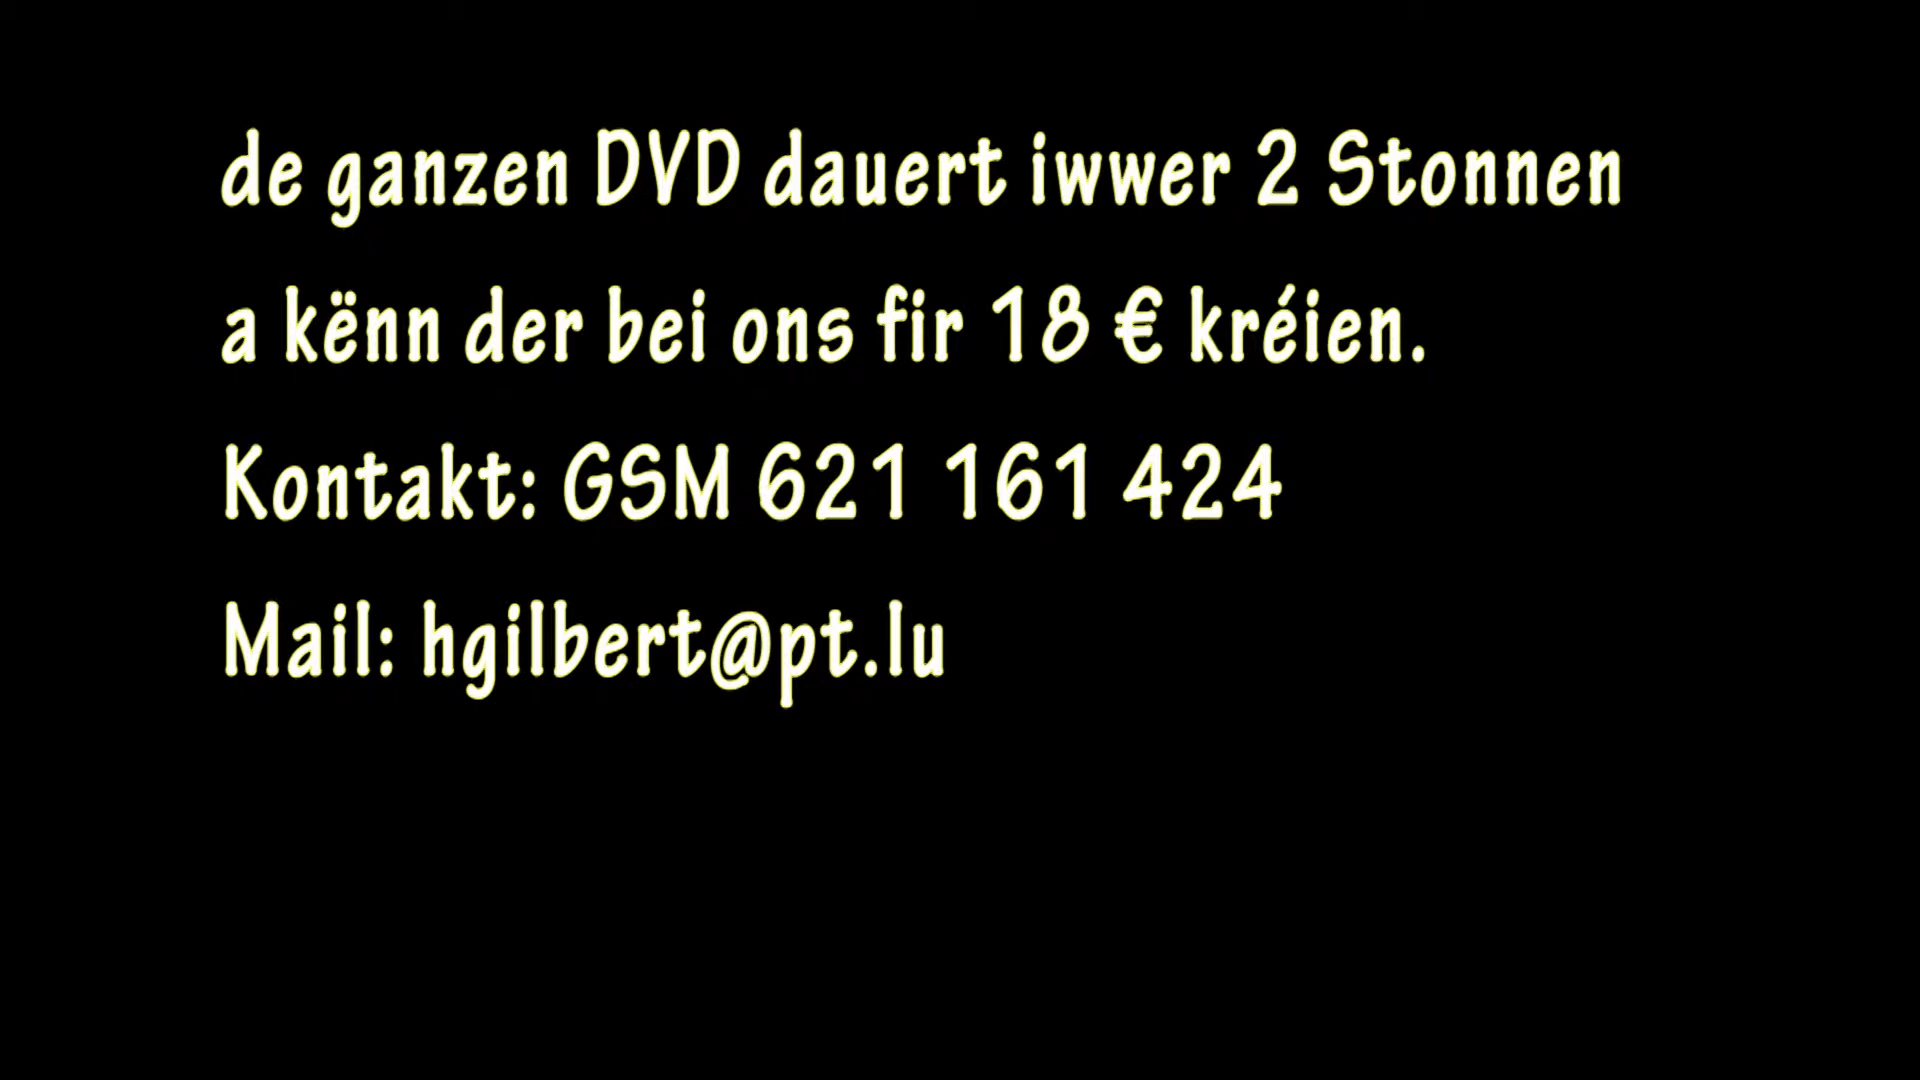 de ganzen DVD dauert iwwer 2 Stonnen
a kënn der bei ons fir 18 € kréien.
Kontakt: GSM 621 161 424
Mail: hgilbert@pt.lu